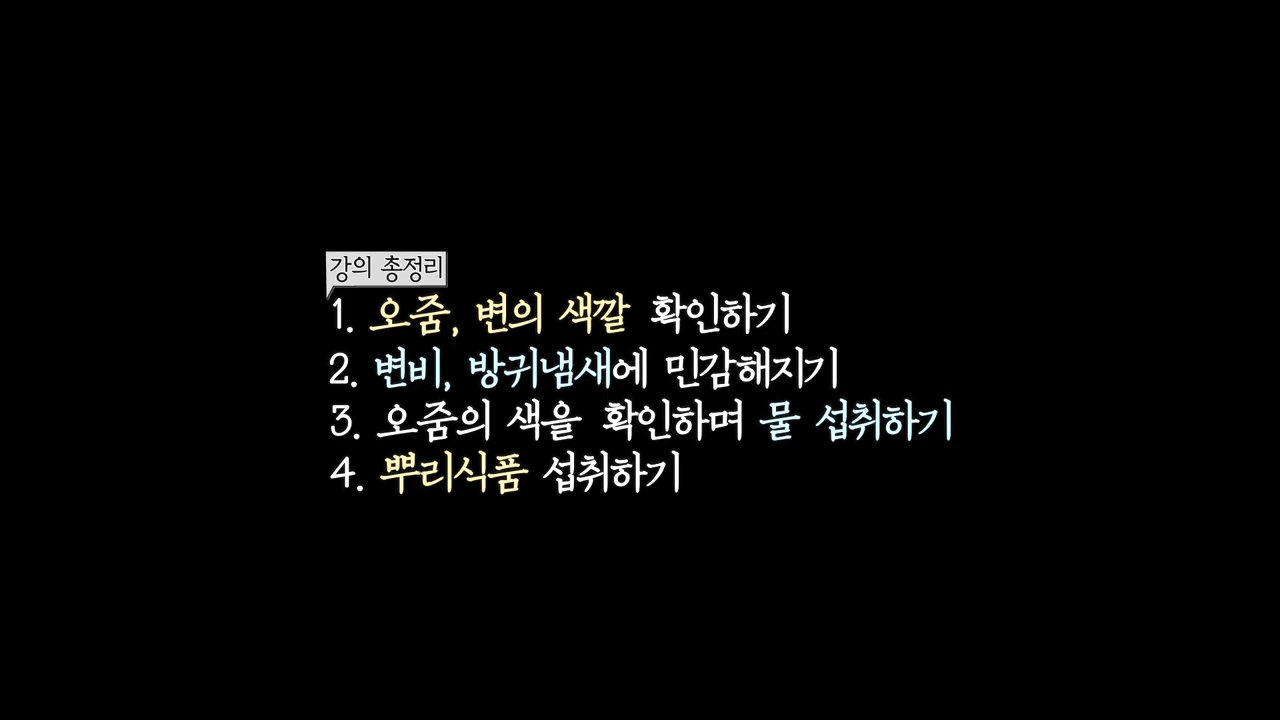 강의 총정리
1. 오줌, 변의 색깔 확인하기
2. 변비, 방귀냄새에 민감해지기
3. 오줌의 색을 확인하며 물 섭취하기
4. 뿌리식품 섭취하기